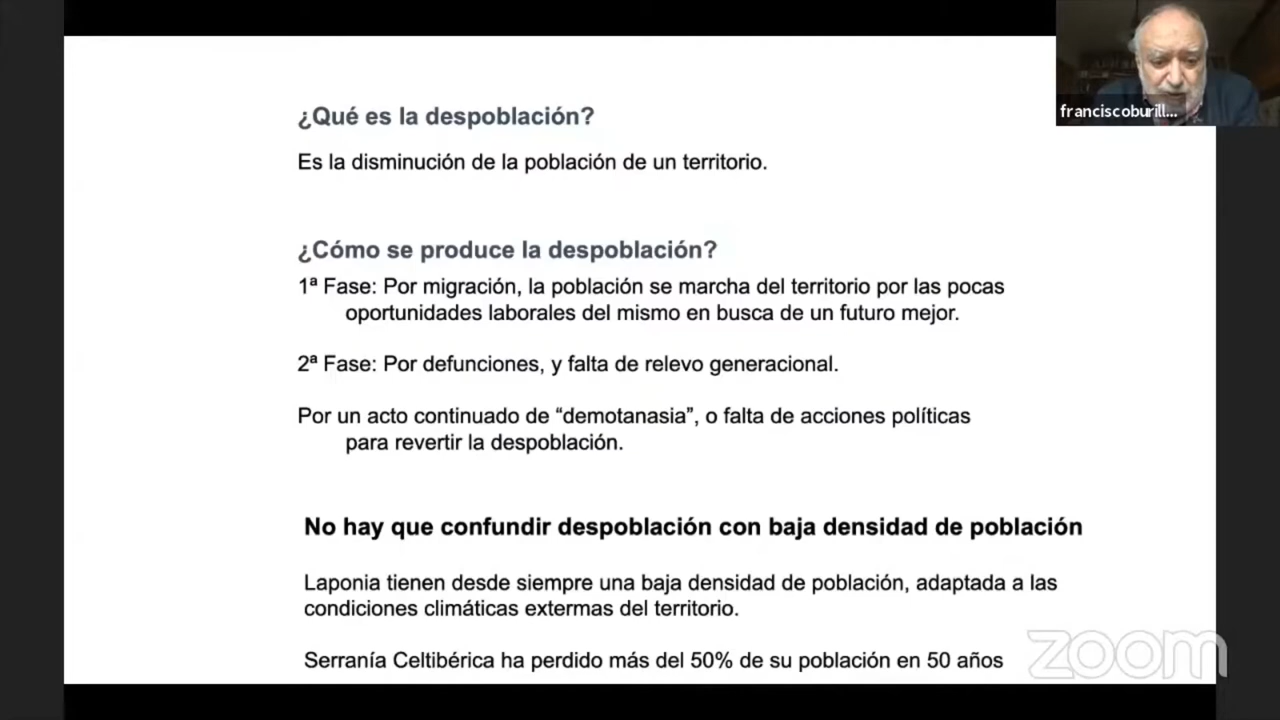 ¿Qué es la despoblación?
Es la disminución de la población de un territorio.
¿Cómo se produce la despoblación?
1ª Fase: Por migración, la población se marcha del territorio por las pocas
oportunidades laborales del mismo en busca de un futuro mejor.
2ª Fase: Por defunciones, y falta de relevo generacional.
Por un acto continuado de “demotanasia”, o falta de acciones políticas
para revertir la despoblación.
No hay que confundir despoblación con baja densidad de población
Laponia tienen desde siempre una baja densidad de población, adaptada a las
condiciones climáticas extermas del territorio.
Serranía Celtibérica ha perdido más del 50% de su población en 50 años
franciscoburill...
zoom